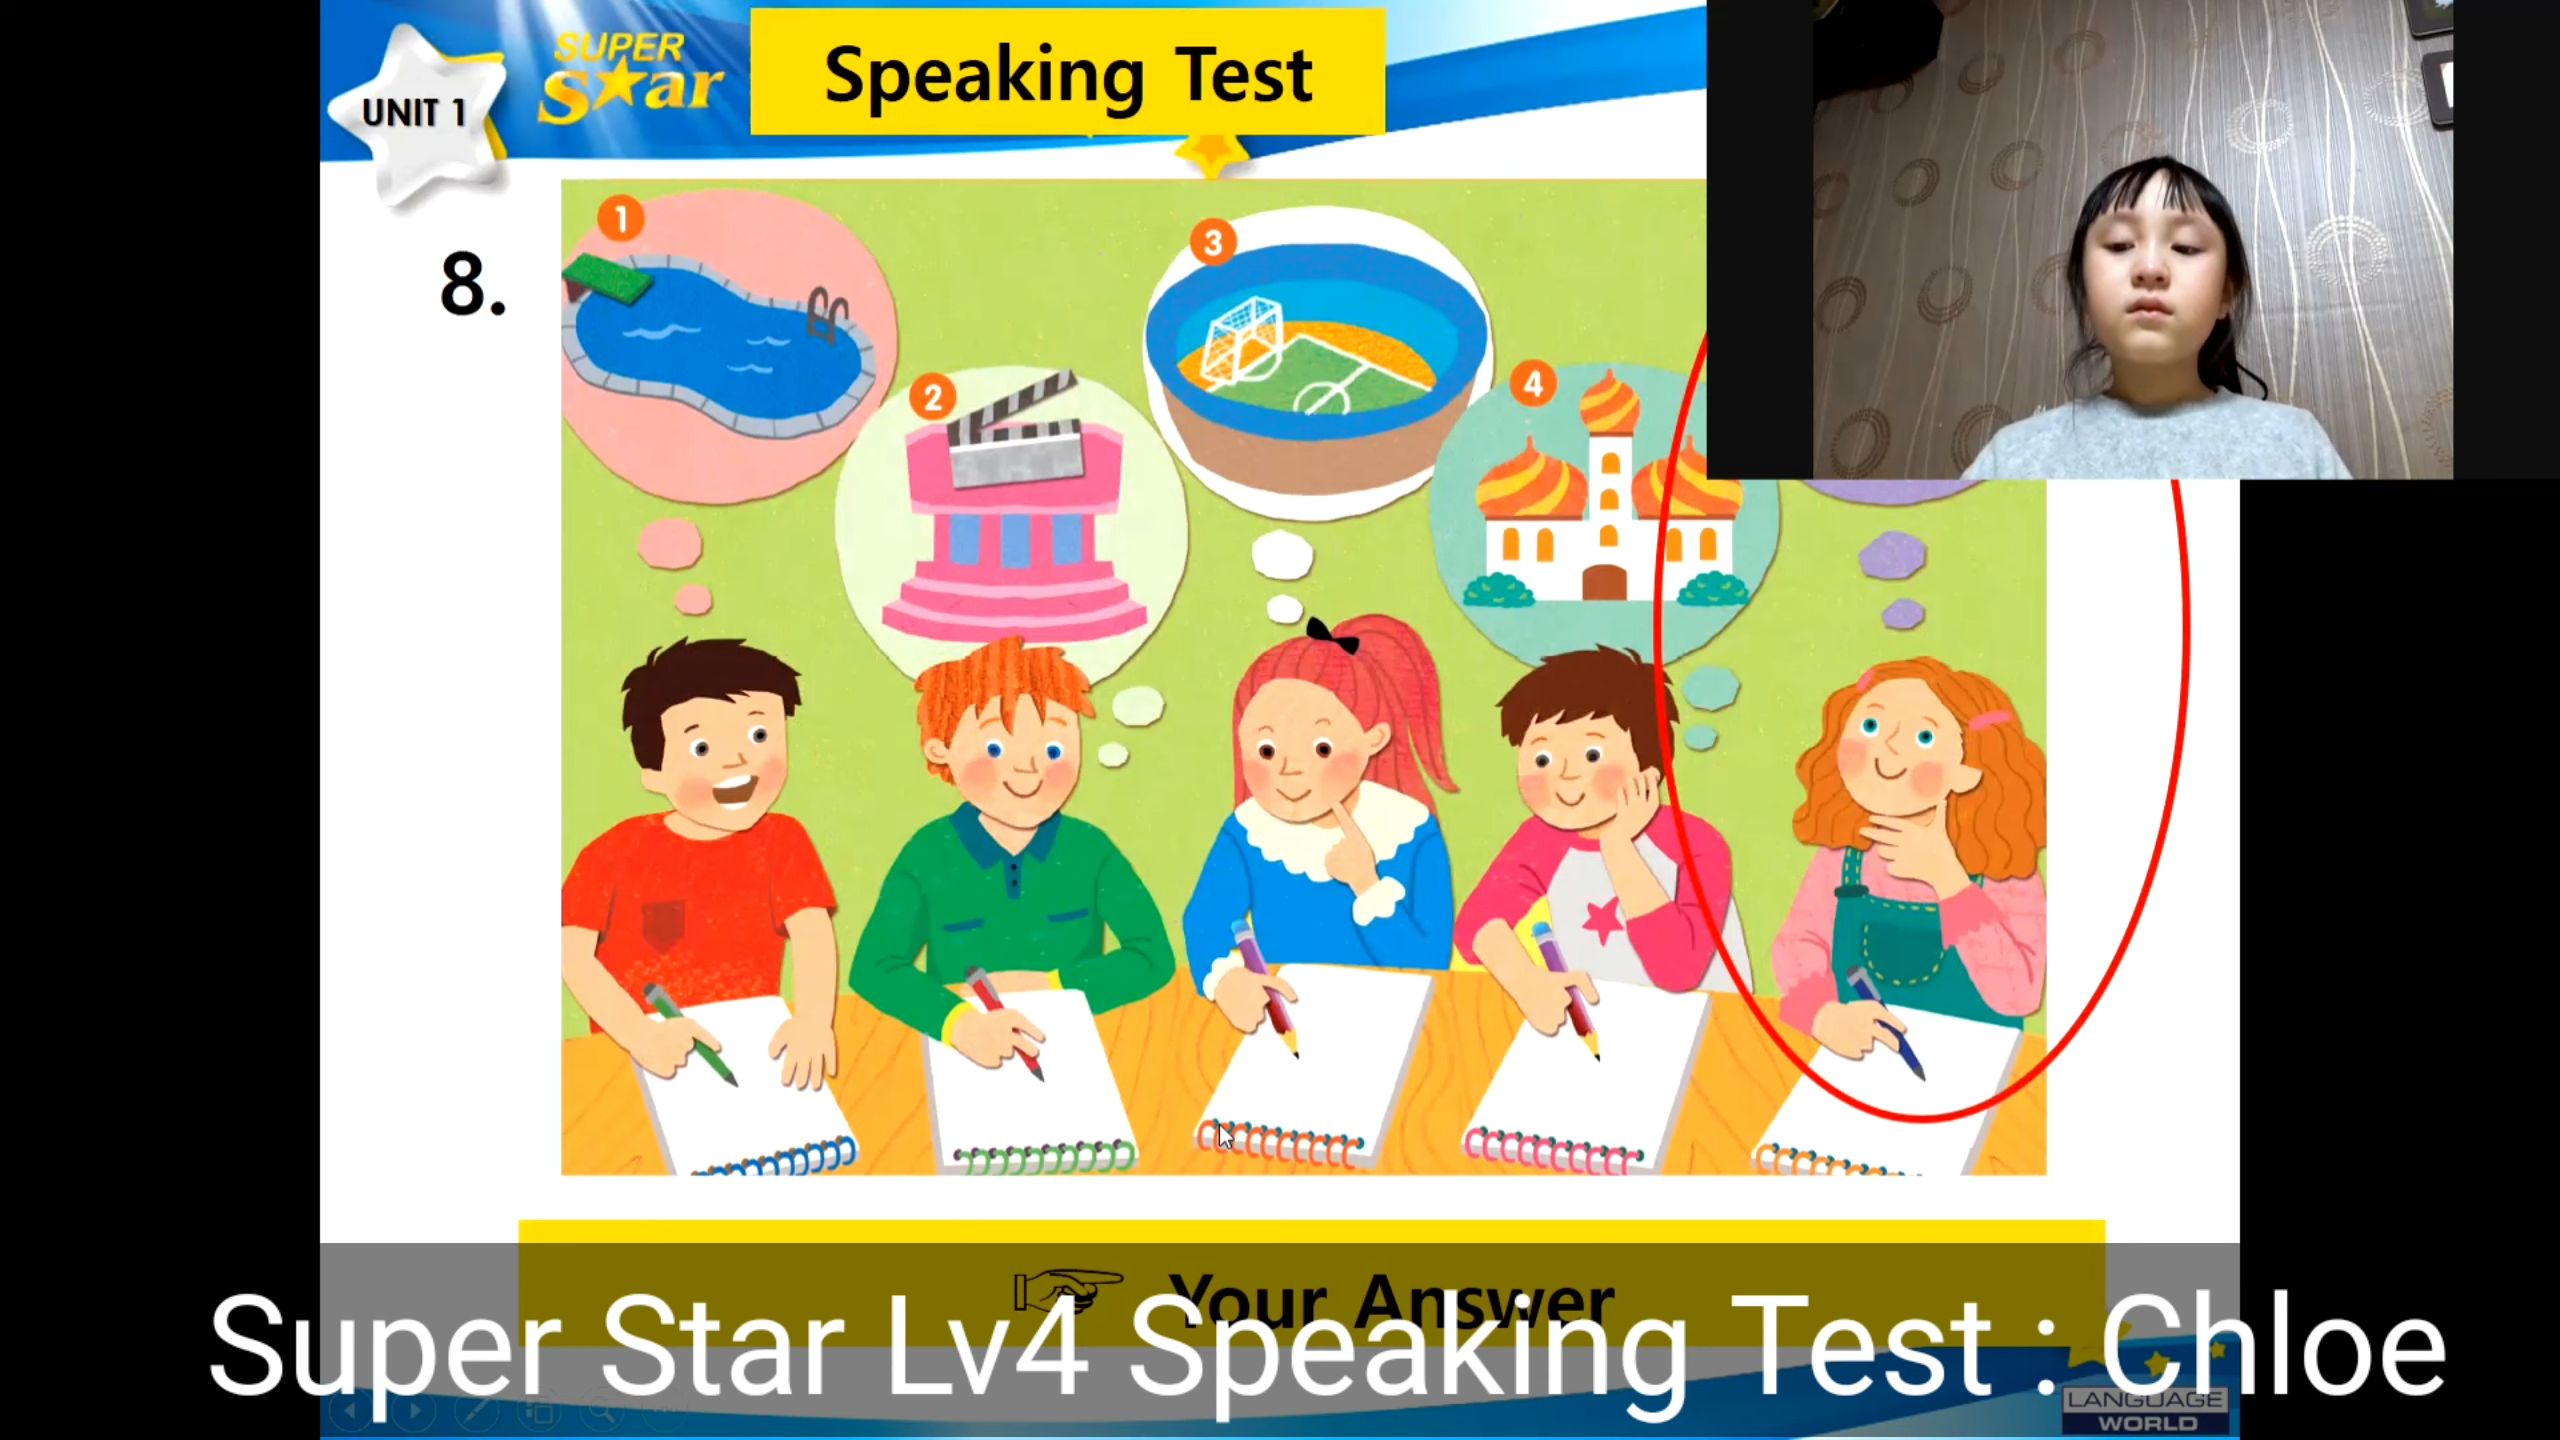 UNIT 1
SUPER
STar
Speaking Test
8.
1
2
3
4
Your Answer
Super Star Lv4 Speaking Test : Chloe
LANGUAGE
WORLD